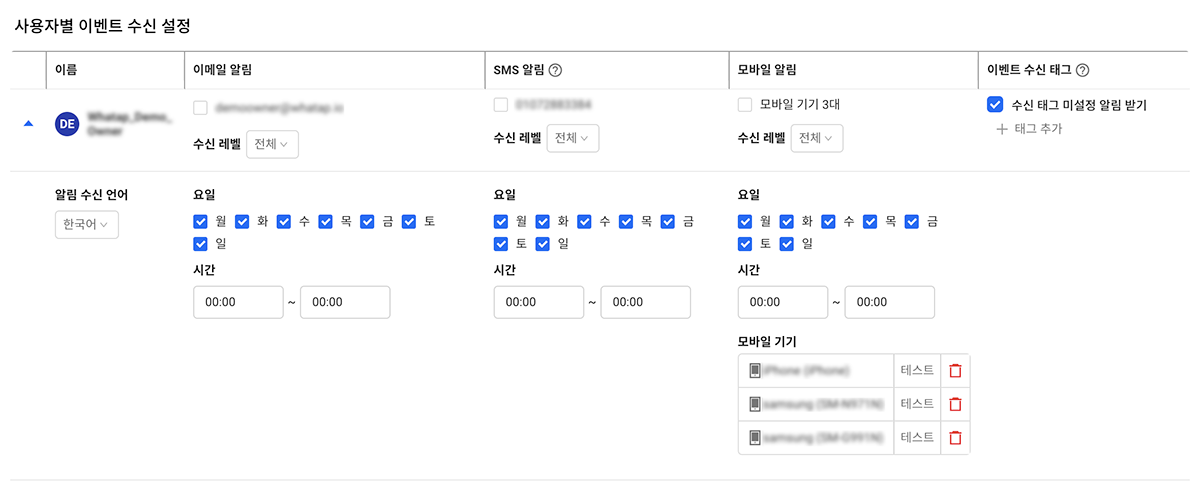 사용자별 이벤트 수신 설정
이름 이메일 알림 SMS 알림 ? 모바일 알림 이벤트 수신 태그 ?
모바일 기기 3대 수신 태그 미설정 알림 받기
DE
수신 레벨 전체 수신 레벨 전체 수신 레벨 전체 + 태그 추가
알림 수신 언어 요일 요일 요일
한국어 월 화 수 목 금 토 월 화 수 목 금 월 화 수 목 금
일 토 일 토 일
시간 시간 시간
00:00 ~ 00:00 00:00 ~ 00:00 00:00 ~ 00:00
모바일 기기
테스트
테스트
테스트